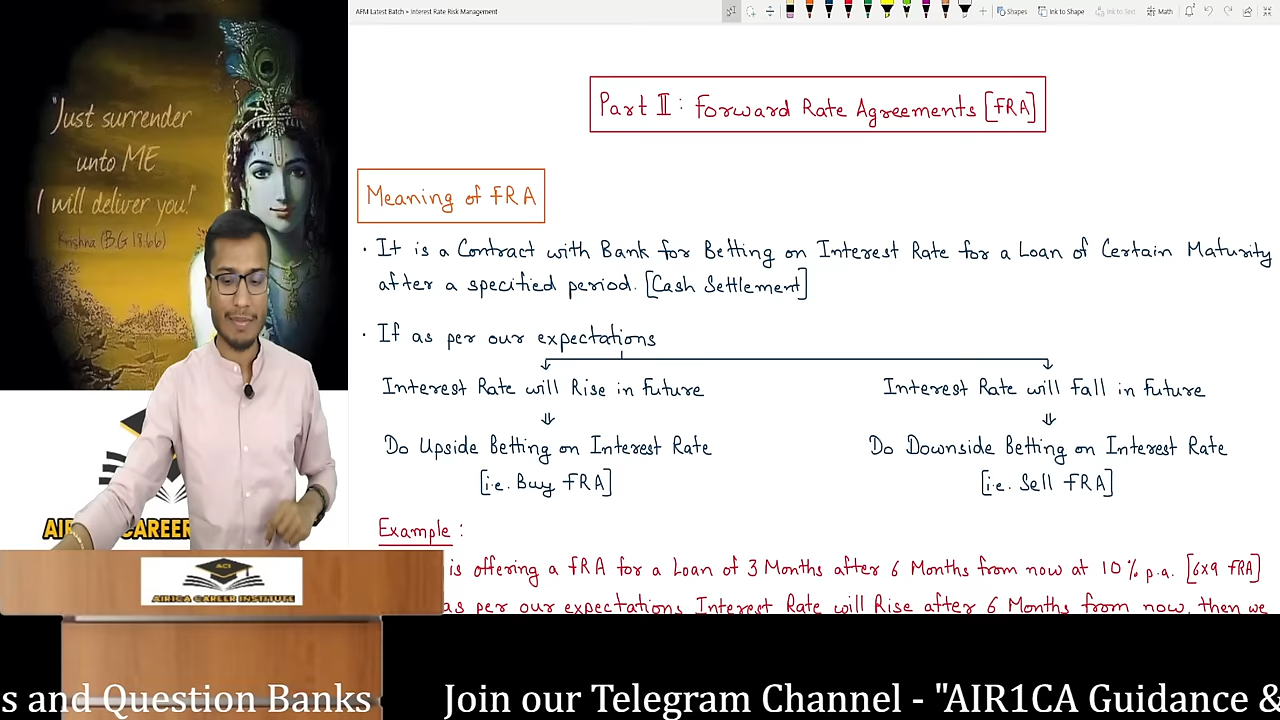 AFM Latest Batch » Interest Rate Risk Management
Shapes
Ink to Shape
Ink to Text
Math
"Just surrender
unto ME
I will deliver you!"
Krishna (B.G 18:66)
Part II : Forward Rate Agreements [FRA]
Meaning of FRA
• It is a Contract with Bank for Betting on Interest Rate for a Loan of Certain Maturity
after a specified period. [Cash Settlement]
• If as per our expectations
Interest Rate will Rise in Future
Interest Rate will Fall in Future
⇓ ⇓
Do Upside Betting on Interest Rate
[i.e. Buy FRA]
Do Downside Betting on Interest Rate
[i.e. Sell FRA]
Example :
is offering a FRA for a Loan of 3 Months after 6 Months from now at 10% p.a. [6x9 FRA]
as per our expectations Interest Rate will Rise after 6 Months from now, then we
CAREER
ACI
AIR1CA CAREER INSTITUTE
s and Question Banks
Join our Telegram Channel - "AIR1CA Guidance &